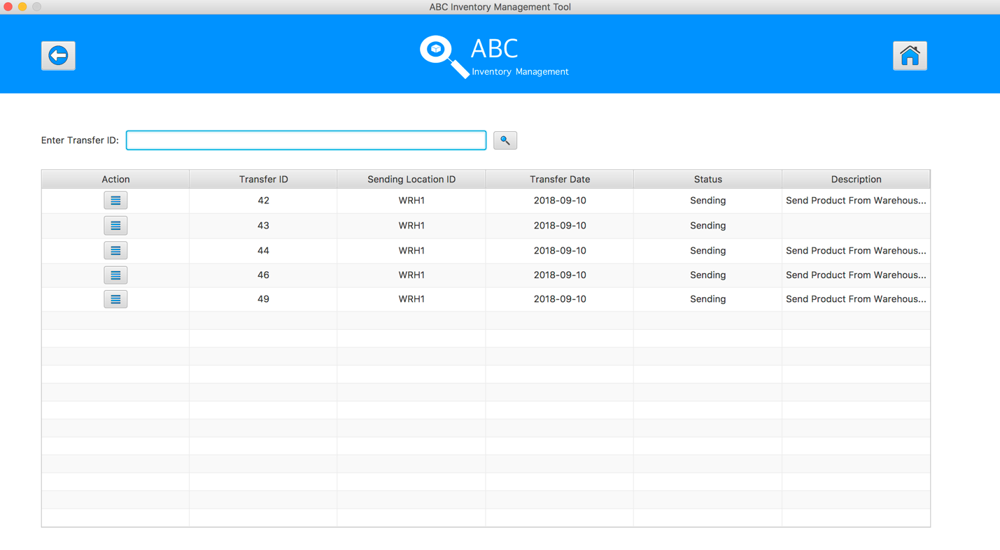 ABC Inventory Management Tool
ABC
Inventory Management
Enter Transfer ID:
Action Transfer ID Sending Location ID Transfer Date Status Description
42 WRH1 2018-09-10 Sending Send Product From Warehous...
43 WRH1 2018-09-10 Sending
44 WRH1 2018-09-10 Sending Send Product From Warehous...
46 WRH1 2018-09-10 Sending Send Product From Warehous...
49 WRH1 2018-09-10 Sending Send Product From Warehous...